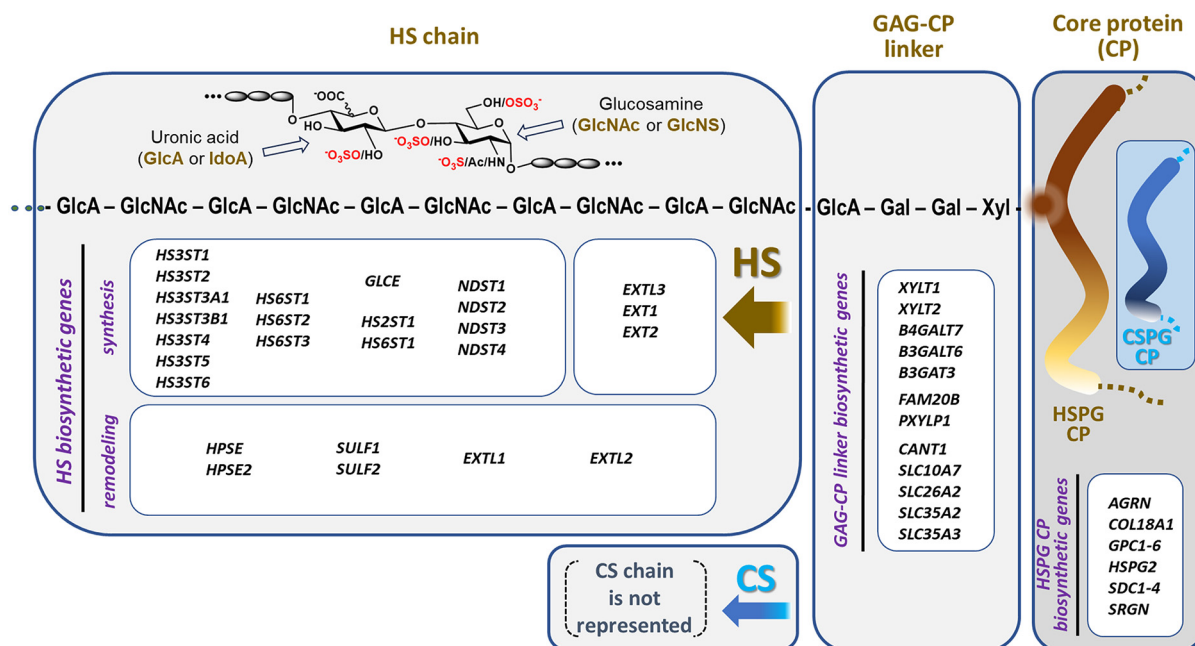 HS chain
GAG-CP
linker
Core protein
(CP)
-OOC
OH/OSO3-
Glucosamine
(GlcNAc or GlcNS)
Uronic acid
(GlcA or IdoA)
O
HO
-O3SO/HO
-O3SO/HO
-O3S/Ac/HN
- GlcA – GlcNAc – GlcA – GlcNAc – GlcA – GlcNAc – GlcA – GlcNAc – GlcA – GlcNAc - GlcA – Gal – Gal – Xyl -
HS biosynthetic genes
synthesis
HS3ST1
HS3ST2
HS3ST3A1
HS3ST3B1
HS3ST4
HS3ST5
HS3ST6
HS6ST1
HS6ST2
HS6ST3
GLCE
HS2ST1
HS6ST1
NDST1
NDST2
NDST3
NDST4
EXTL3
EXT1
EXT2
HS
remodeling
HPSE
HPSE2
SULF1
SULF2
EXTL1
EXTL2
CS chain
is not
represented
CS
GAG-CP linker biosynthetic genes
XYLT1
XYLT2
B4GALT7
B3GALT6
B3GAT3
FAM20B
PXYLP1
CANT1
SLC10A7
SLC26A2
SLC35A2
SLC35A3
CSPG
CP
HSPG
CP
HSPG CP
biosynthetic genes
AGRN
COL18A1
GPC1-6
HSPG2
SDC1-4
SRGN